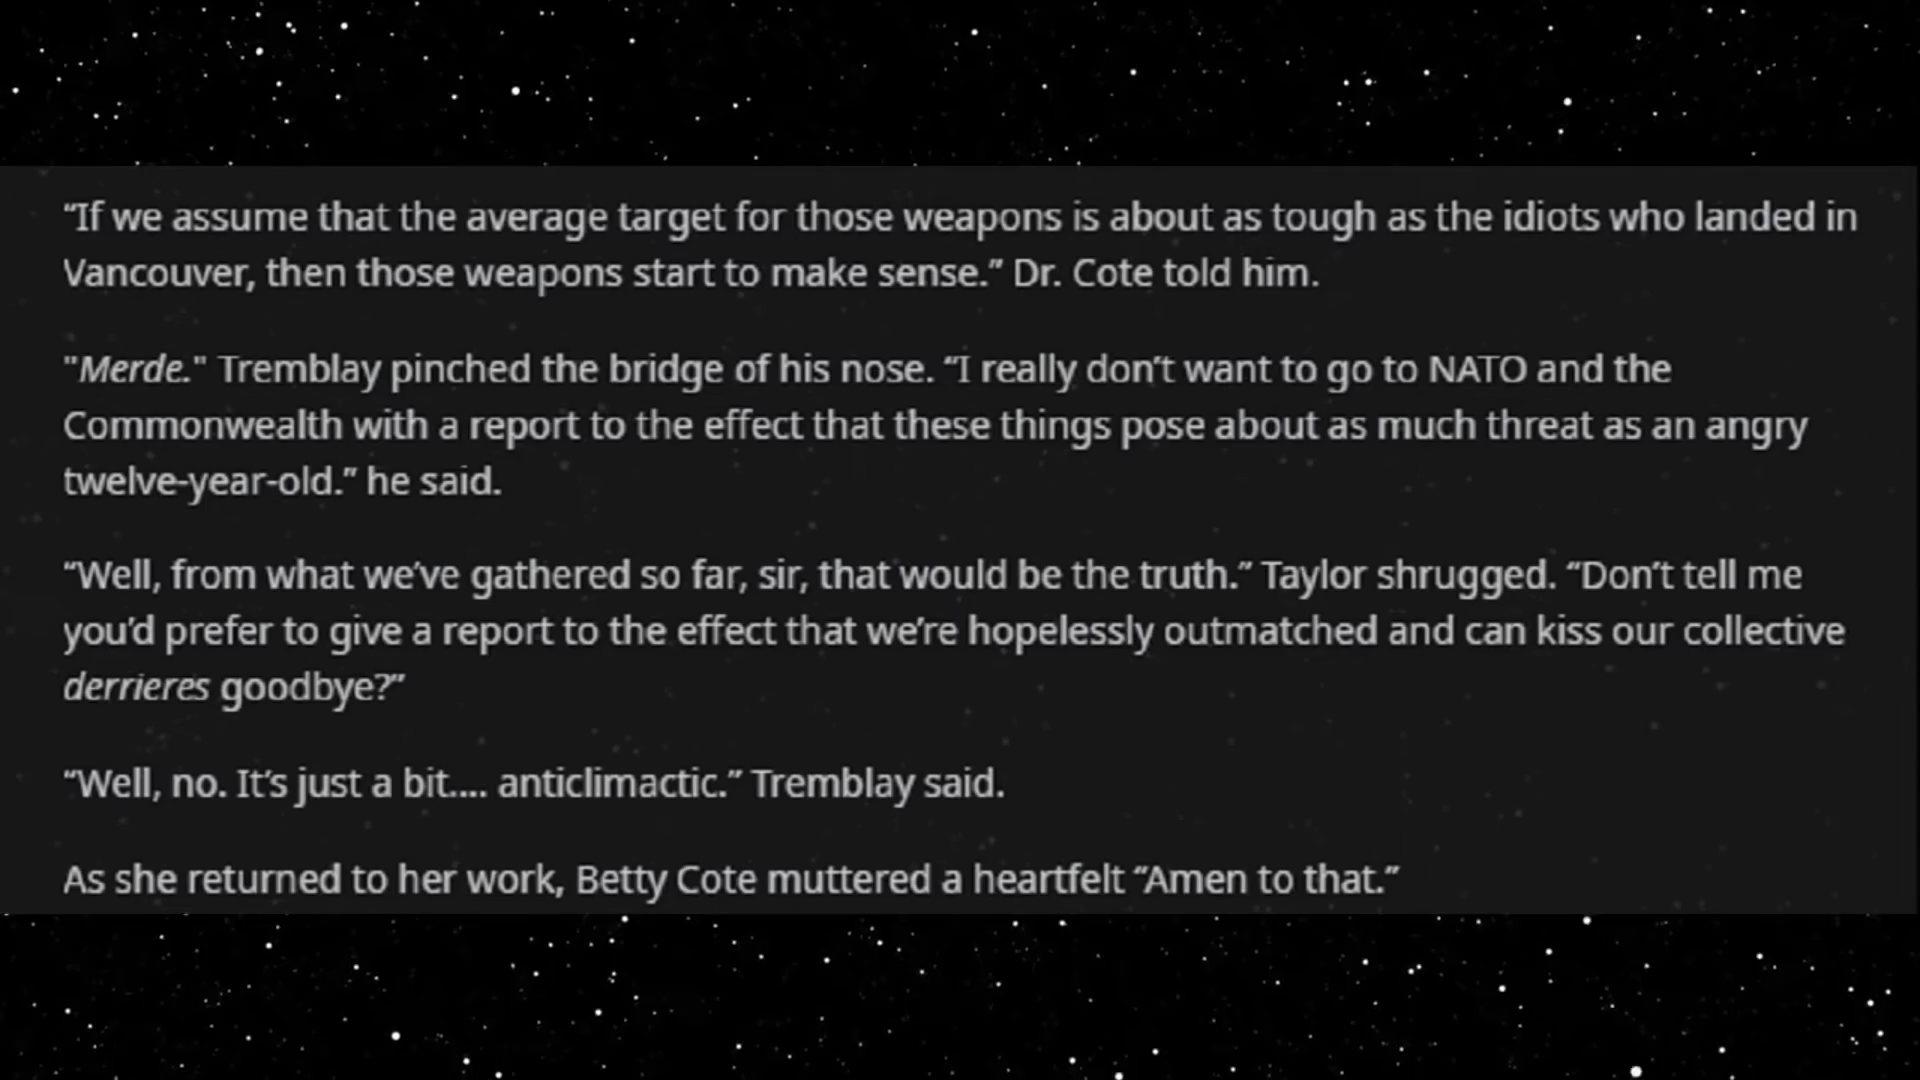 “If we assume that the average target for those weapons is about as tough as the idiots who landed in
Vancouver, then those weapons start to make sense.” Dr. Cote told him.
"Merde." Tremblay pinched the bridge of his nose. “I really don’t want to go to NATO and the
Commonwealth with a report to the effect that these things pose about as much threat as an angry
twelve-year-old.” he said.
“Well, from what we’ve gathered so far, sir, that would be the truth.” Taylor shrugged. “Don’t tell me
you’d prefer to give a report to the effect that we’re hopelessly outmatched and can kiss our collective
derrieres goodbye?”
“Well, no. It’s just a bit.... anticlimactic.” Tremblay said.
As she returned to her work, Betty Cote muttered a heartfelt “Amen to that.”